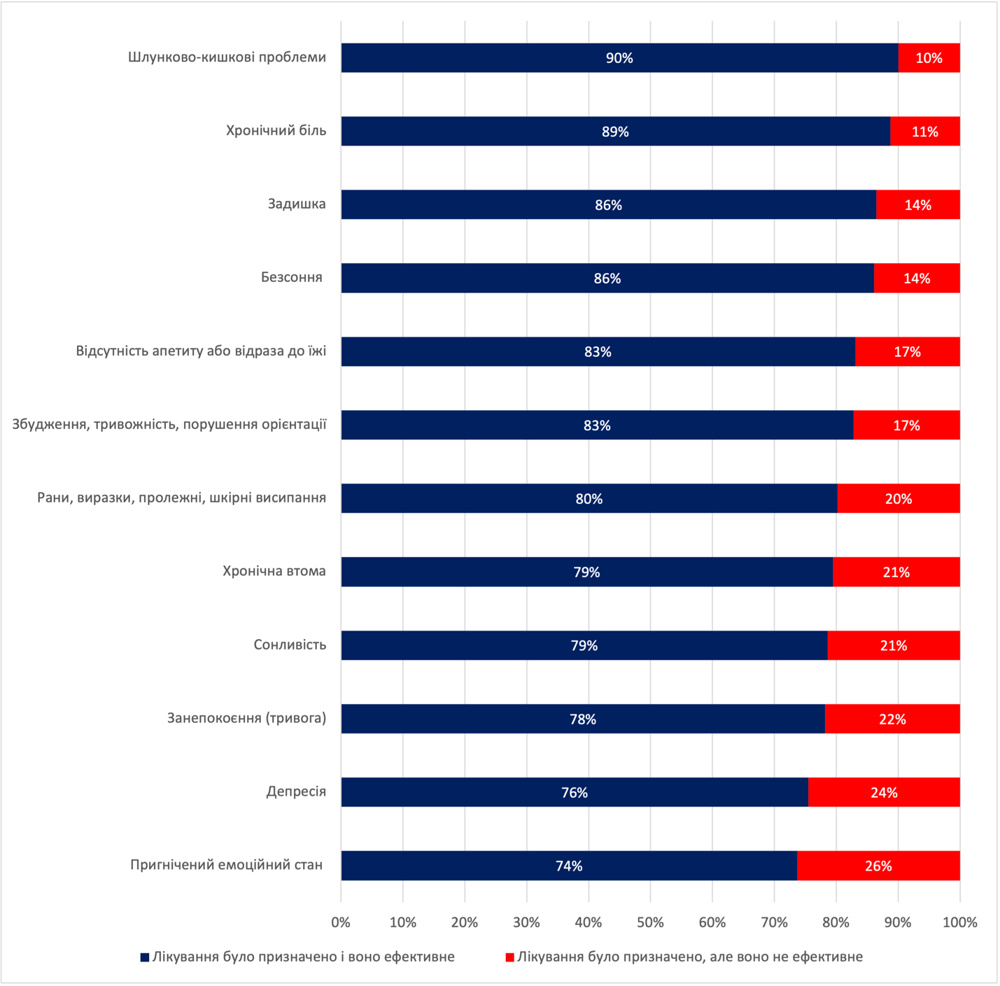 Шлунково-кишкові проблеми 90% 10%
Хронічний біль 89% 11%
Задишка 86% 14%
Безсоння 86% 14%
Відсутність апетиту або відраза до їжі 83% 17%
Збудження, тривожність, порушення орієнтації 83% 17%
Рани, виразки, пролежні, шкірні висипання 80% 20%
Хронічна втома 79% 21%
Сонливість 79% 21%
Занепокоєння (тривога) 78% 22%
Депресія 76% 24%
Пригнічений емоційний стан 74% 26%
0% 10% 20% 30% 40% 50% 60% 70% 80% 90% 100%
Лікування було призначено і воно ефективне Лікування було призначено, але воно не ефективне